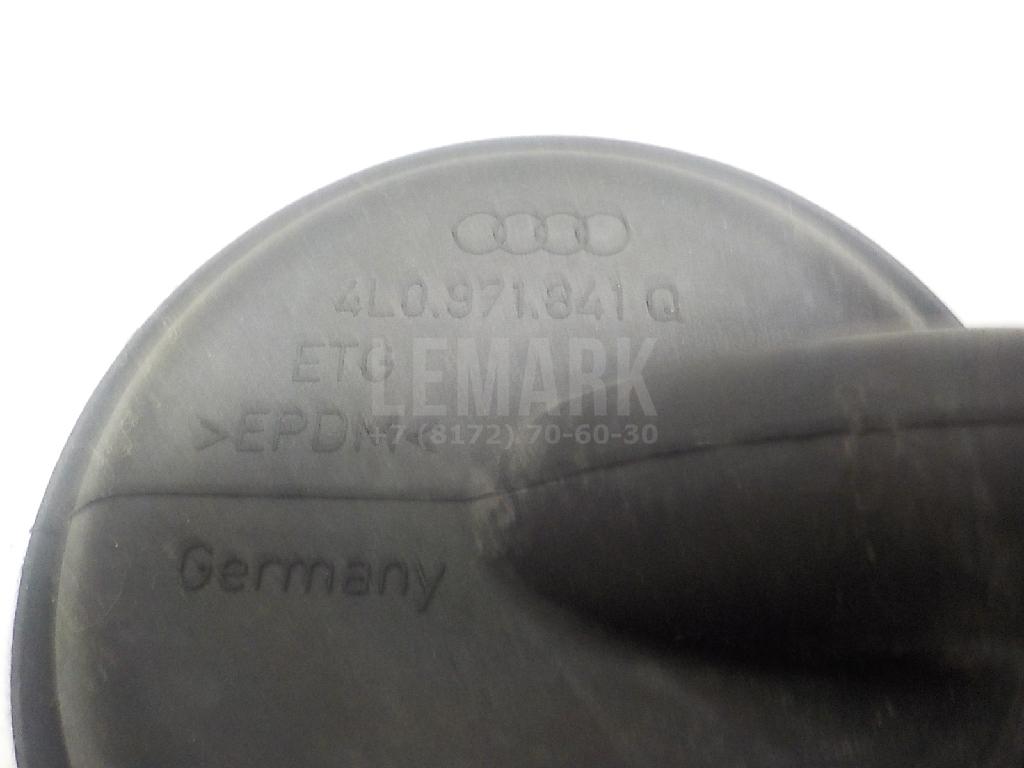 4L0.971.841 Q
ETG
LEMARK
>EPDM<
+7 (8172) 70-60-30
Germany